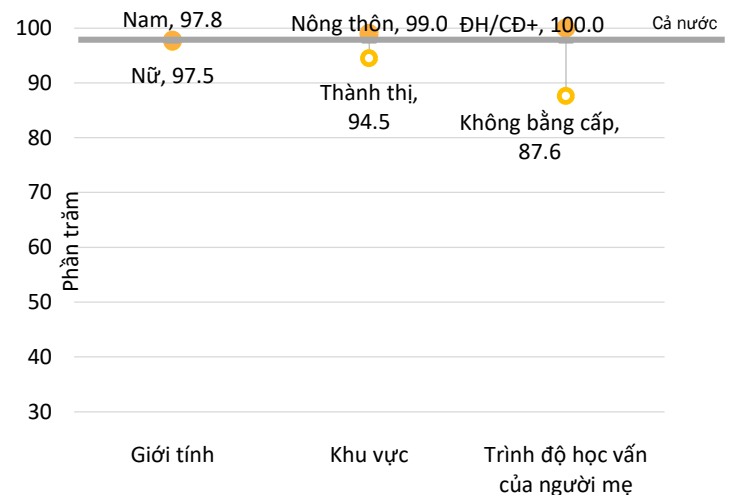 Phần trăm
100
90
80
70
60
50
40
30
Nam, 97.8
Nữ, 97.5
Nông thôn, 99.0
Thành thị,
94.5
ĐH/CĐ+, 100.0
Không bằng cấp,
87.6
Cả nước
Giới tính
Khu vực
Trình độ học vấn
của người mẹ